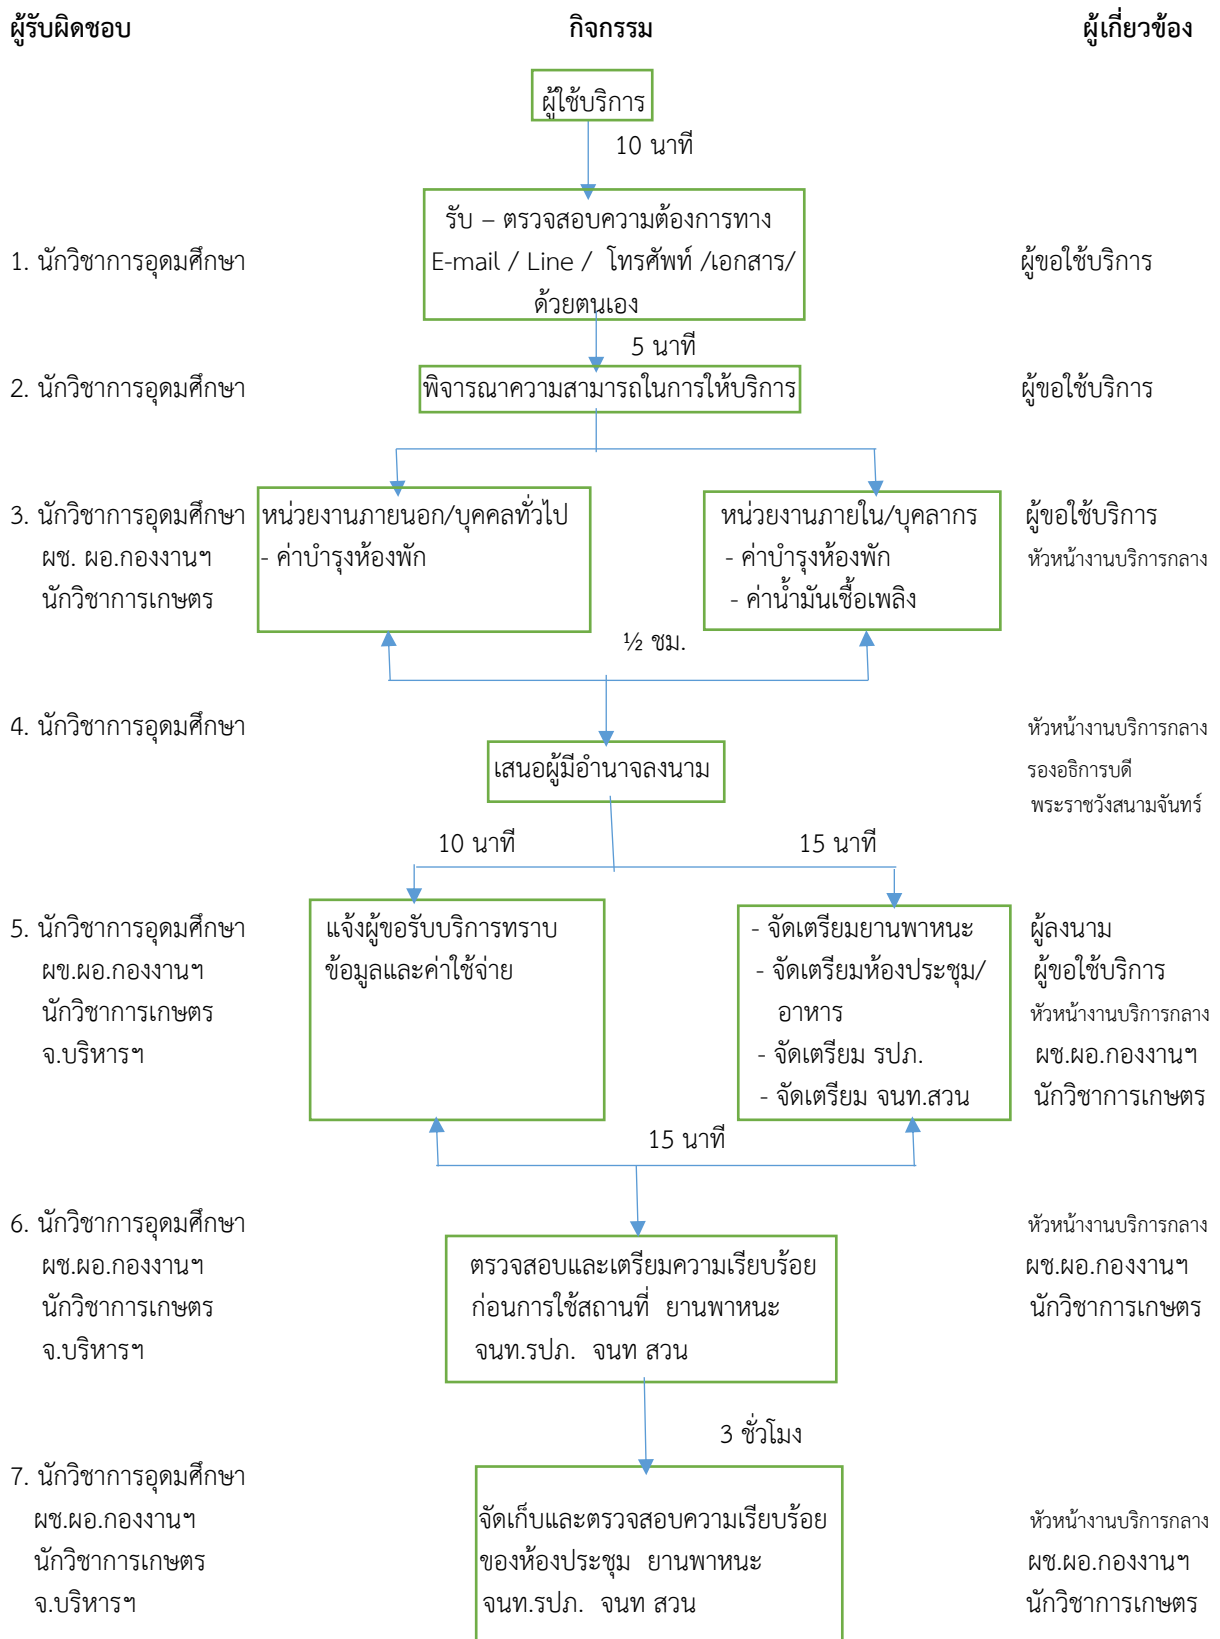 ผู้รับผิดชอบ กิจกรรม ผู้เกี่ยวข้อง
ผู้ใช้บริการ
10 นาที
รับ – ตรวจสอบความต้องการทาง
1. นักวิชาการอุดมศึกษา E-mail / Line / โทรศัพท์ /เอกสาร/ ผู้ขอใช้บริการ
ด้วยตนเอง
5 นาที
2. นักวิชาการอุดมศึกษา พิจารณาความสามารถในการให้บริการ ผู้ขอใช้บริการ
3. นักวิชาการอุดมศึกษา หน่วยงานภายนอก/บุคคลทั่วไป หน่วยงานภายใน/บุคลากร ผู้ขอใช้บริการ
ผช. ผอ.กองงานฯ - ค่าบำรุงห้องพัก - ค่าบำรุงห้องพัก หัวหน้างานบริการกลาง
นักวิชาการเกษตร - ค่าน้ำมันเชื้อเพลิง
½ ชม.
4. นักวิชาการอุดมศึกษา หัวหน้างานบริการกลาง
เสนอผู้มีอำนาจลงนาม รองอธิการบดี
พระราชวังสนามจันทร์
10 นาที 15 นาที
5. นักวิชาการอุดมศึกษา แจ้งผู้ขอรับบริการทราบ - จัดเตรียมยานพาหนะ ผู้ลงนาม
ผข.ผอ.กองงานฯ ข้อมูลและค่าใช้จ่าย - จัดเตรียมห้องประชุม/ ผู้ขอใช้บริการ
นักวิชาการเกษตร อาหาร หัวหน้างานบริการกลาง
จ.บริหารฯ - จัดเตรียม รปภ. ผช.ผอ.กองงานฯ
- จัดเตรียม จนท.สวน นักวิชาการเกษตร
15 นาที
6. นักวิชาการอุดมศึกษา หัวหน้างานบริการกลาง
ผช.ผอ.กองงานฯ ตรวจสอบและเตรียมความเรียบร้อย ผช.ผอ.กองงานฯ
นักวิชาการเกษตร ก่อนการใช้สถานที่ ยานพาหนะ นักวิชาการเกษตร
จ.บริหารฯ จนท.รปภ. จนท สวน
3 ชั่วโมง
7. นักวิชาการอุดมศึกษา
ผช.ผอ.กองงานฯ จัดเก็บและตรวจสอบความเรียบร้อย หัวหน้างานบริการกลาง
นักวิชาการเกษตร ของห้องประชุม ยานพาหนะ ผช.ผอ.กองงานฯ
จ.บริหารฯ จนท.รปภ. จนท สวน นักวิชาการเกษตร